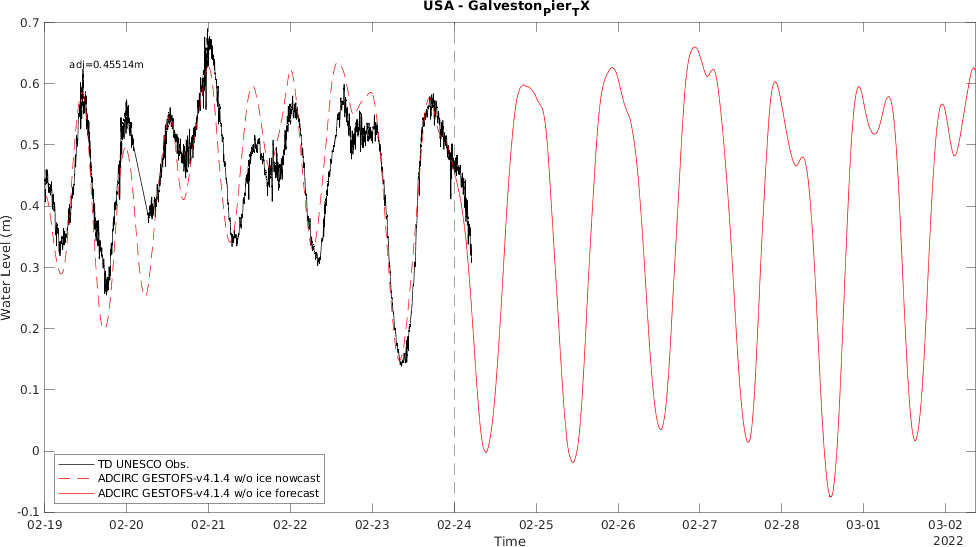 USA - Galveston_Pier_TX
adj=0.45514m
0.7
0.6
0.5
0.4
0.3
0.2
0.1
0
-0.1
Water Level (m)
TD UNESCO Obs.
ADCIRC GESTOFS-v4.1.4 w/o ice nowcast
ADCIRC GESTOFS-v4.1.4 w/o ice forecast
02-19 02-20 02-21 02-22 02-23 02-24 02-25 02-26 02-27 02-28 03-01 03-02
Time
2022